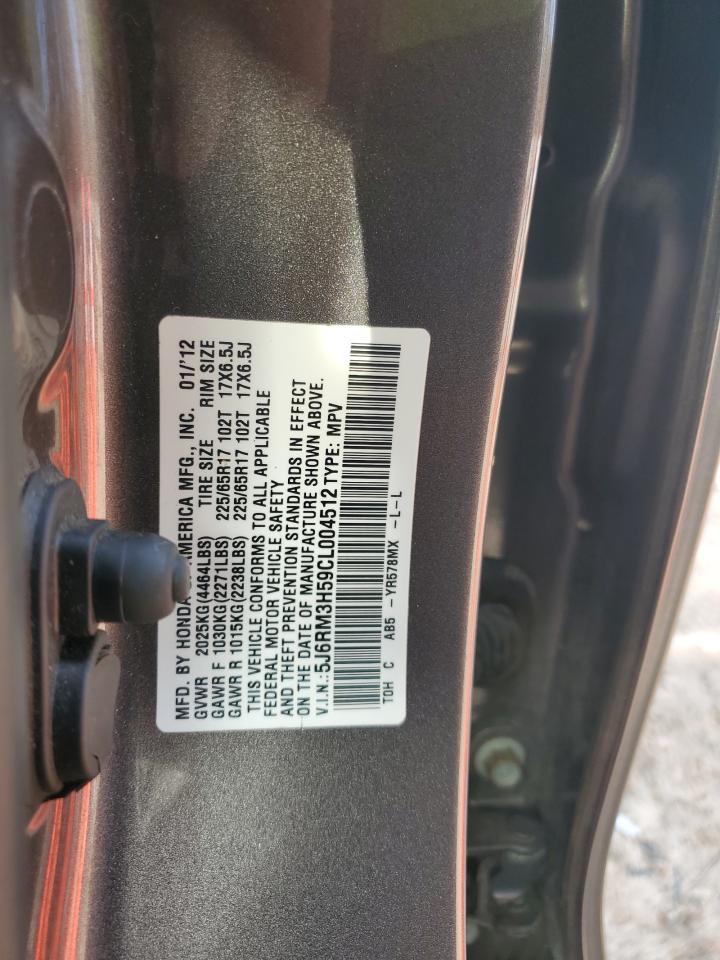 MFD. BY HONDA AMERICA MFG., INC. 01/'12
GVWR 2025KG(4464LBS) TIRE SIZE RIM SIZE
GAWR F 1030KG(2271LBS) 225/65R17 102T 17X6.5J
GAWR R 1015KG(2238LBS) 225/65R17 102T 17X6.5J
THIS VEHICLE CONFORMS TO ALL APPLICABLE
FEDERAL MOTOR VEHICLE SAFETY
AND THEFT PREVENTION STANDARDS IN EFFECT
ON THE DATE OF MANUFACTURE SHOWN ABOVE.
V.I.N.:5J6RM3H59CL004512 TYPE: MPV
TOH C AB5 -YR578MX -L-L